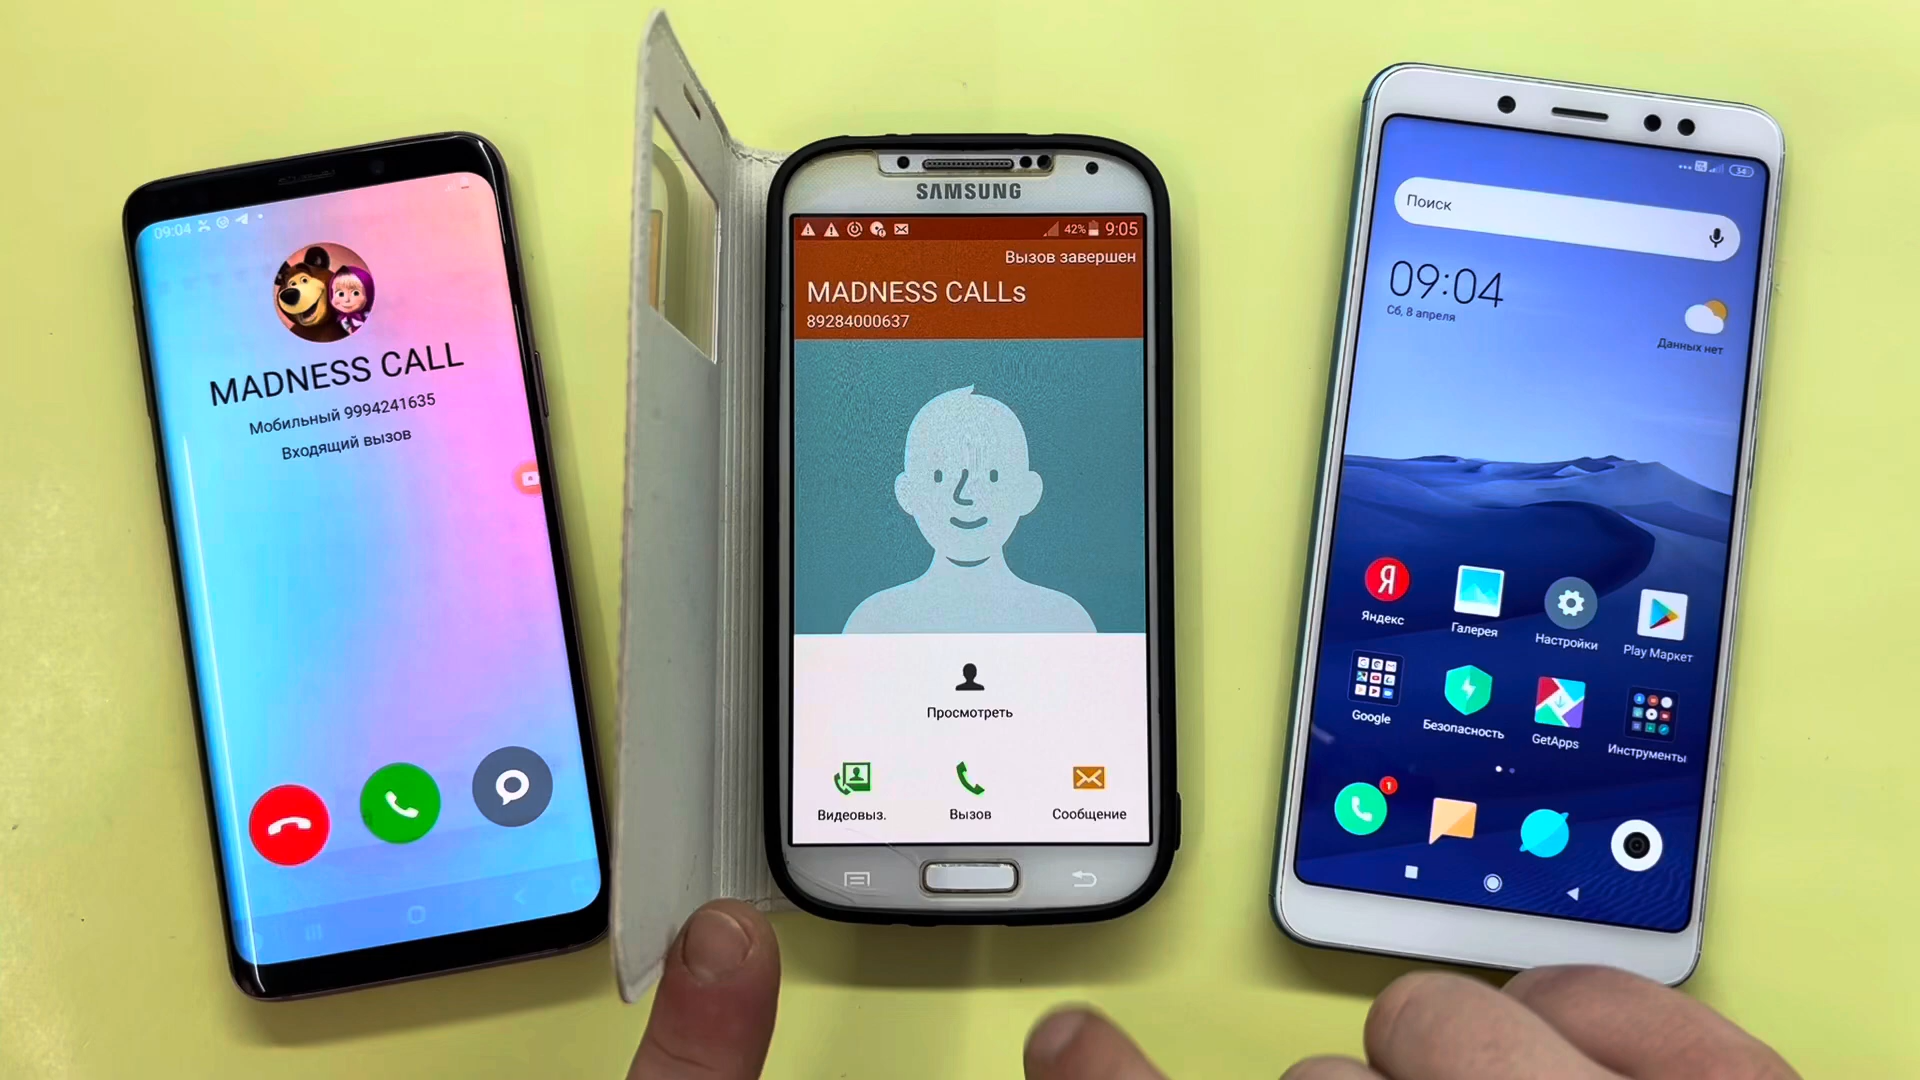 09:04
MADNESS CALL
Мобильный 9994241635
Входящий вызов
SAMSUNG
42% 9:05
Вызов завершен
MADNESS CALLs
89284000637
Просмотреть
Видеовыз.
Вызов
Сообщение
34
Поиск
09:04
Сб, 8 апреля
Данных нет
Я
Яндекс
Галерея
Настройки
Play Маркет
Google
Безопасность
GetApps
Инструменты
1